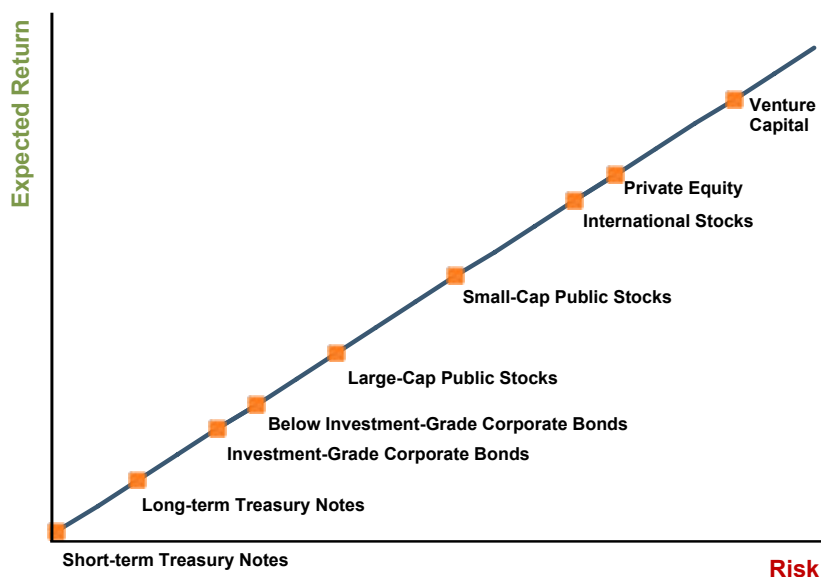 Expected Return
Venture
Capital
Private Equity
International Stocks
Small-Cap Public Stocks
Large-Cap Public Stocks
Below Investment-Grade Corporate Bonds
Investment-Grade Corporate Bonds
Long-term Treasury Notes
Short-term Treasury Notes
Risk